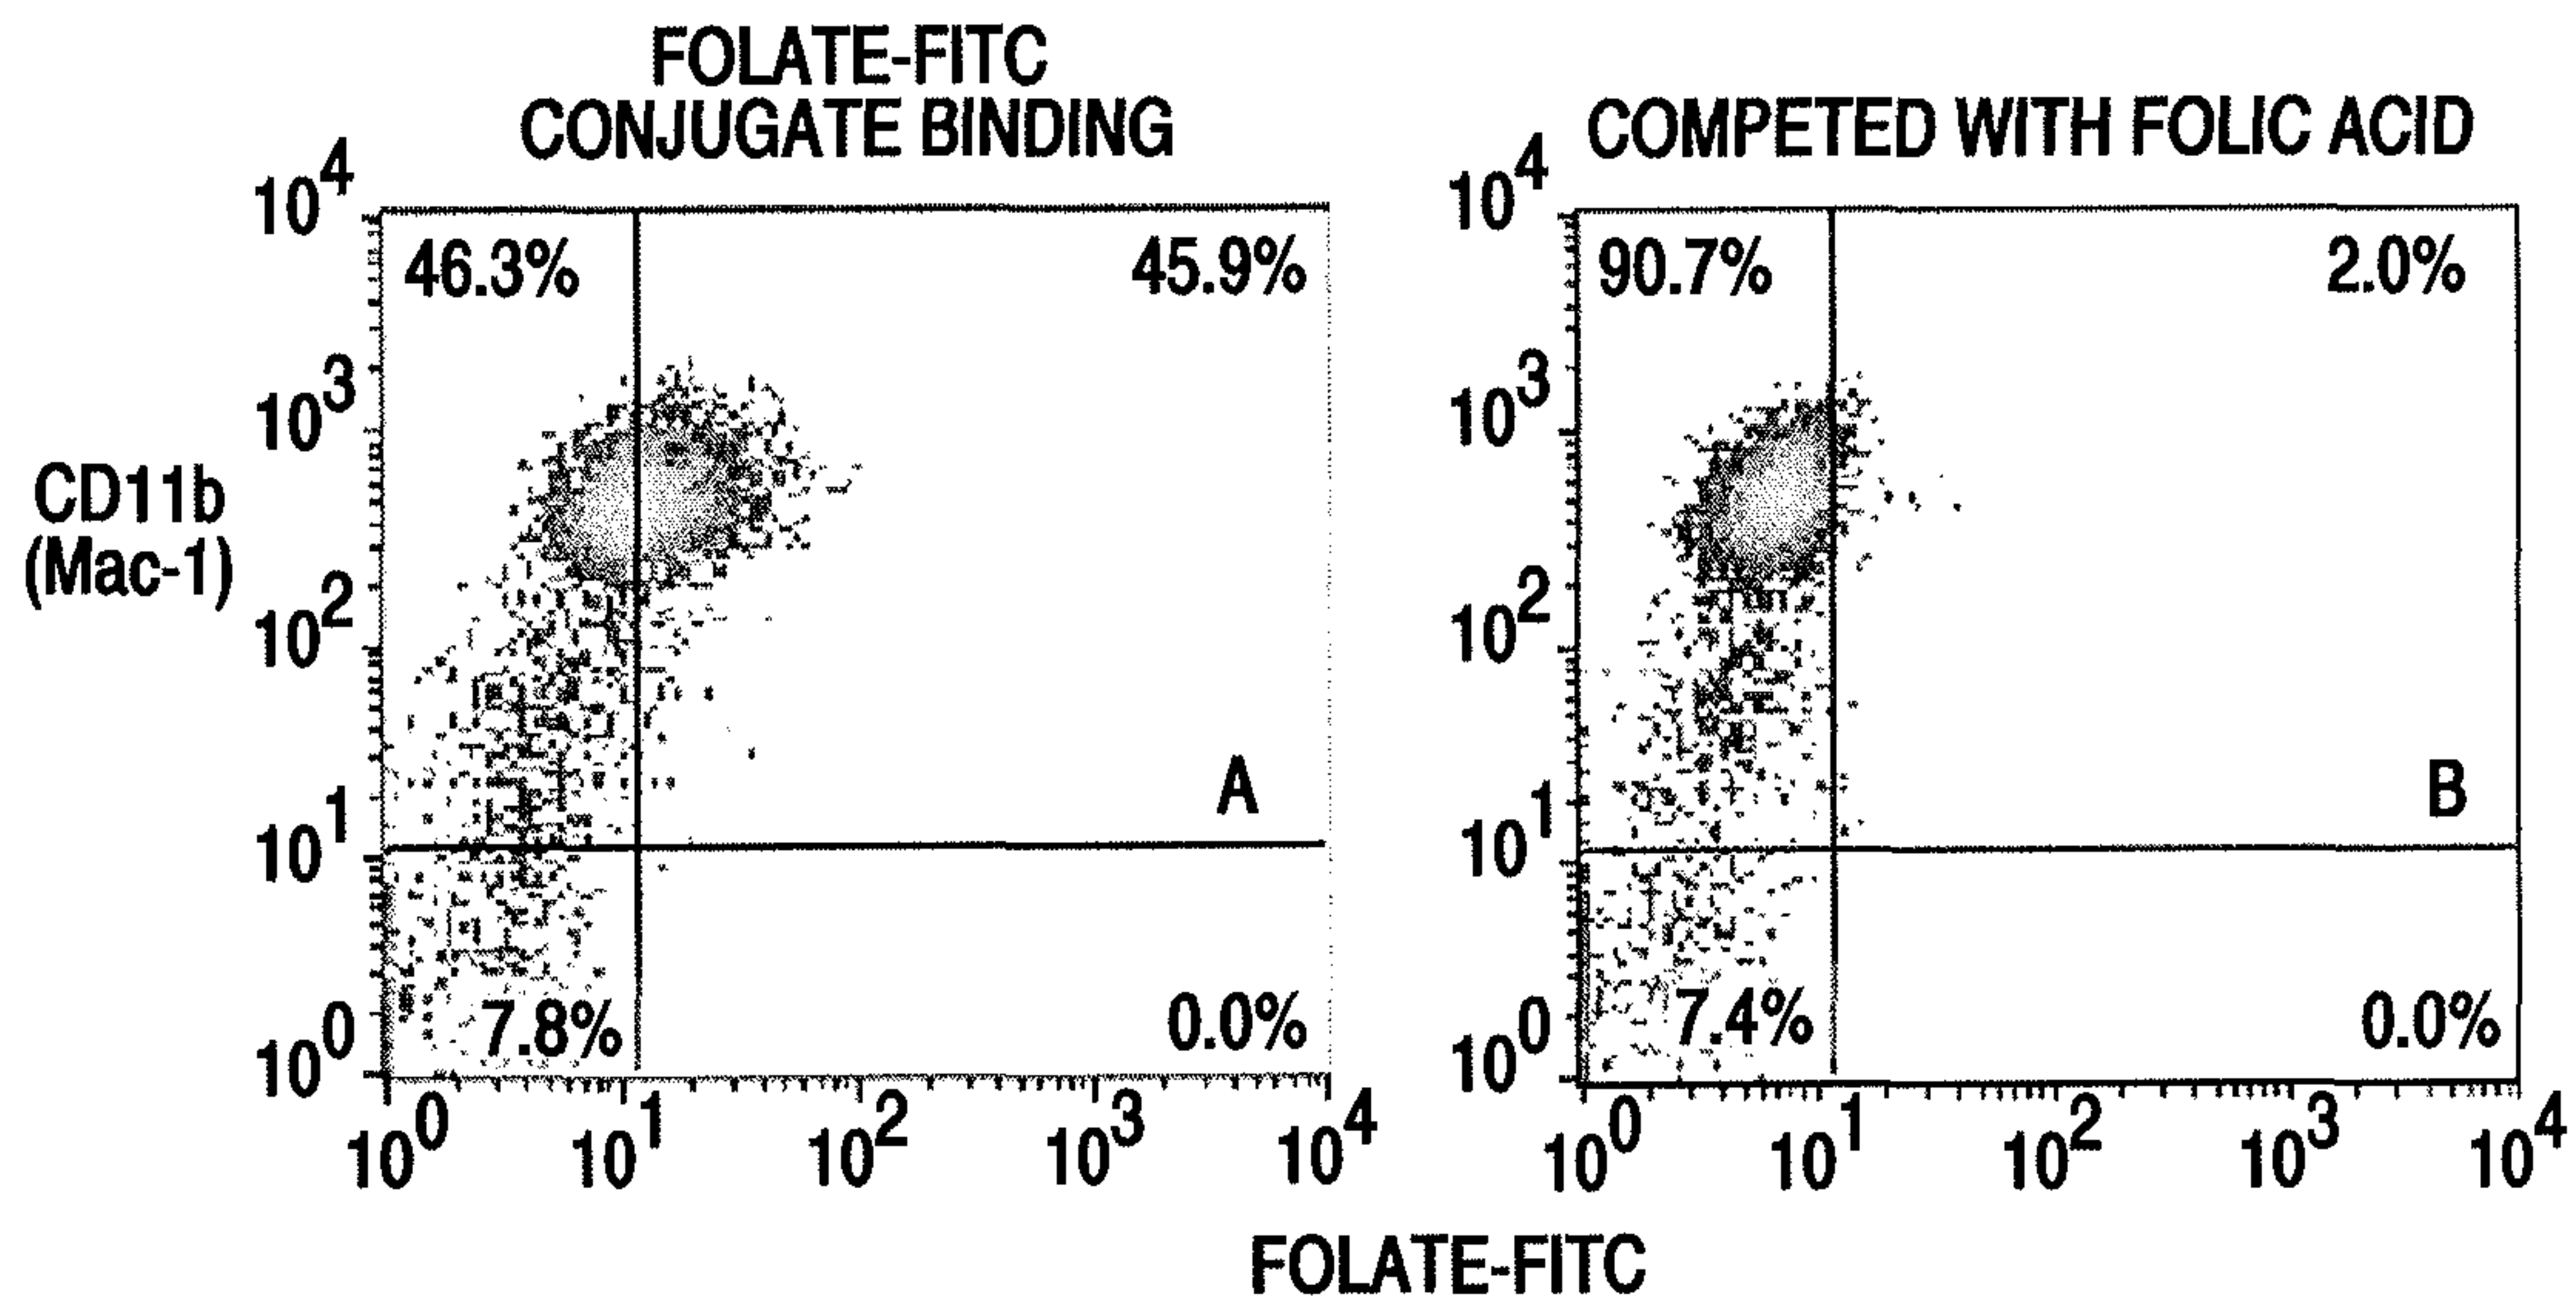 FOLATE-FITC
CONJUGATE BINDING
COMPETED WITH FOLIC ACID
CD11b
(Mac-1)
10^4
10^3
10^2
10^1
10^0
46.3%
45.9%
A
7.8%
0.0%
10^0 10^1 10^2 10^3 10^4
10^4
10^3
10^2
10^1
10^0
90.7%
2.0%
B
7.4%
0.0%
10^0 10^1 10^2 10^3 10^4
FOLATE-FITC